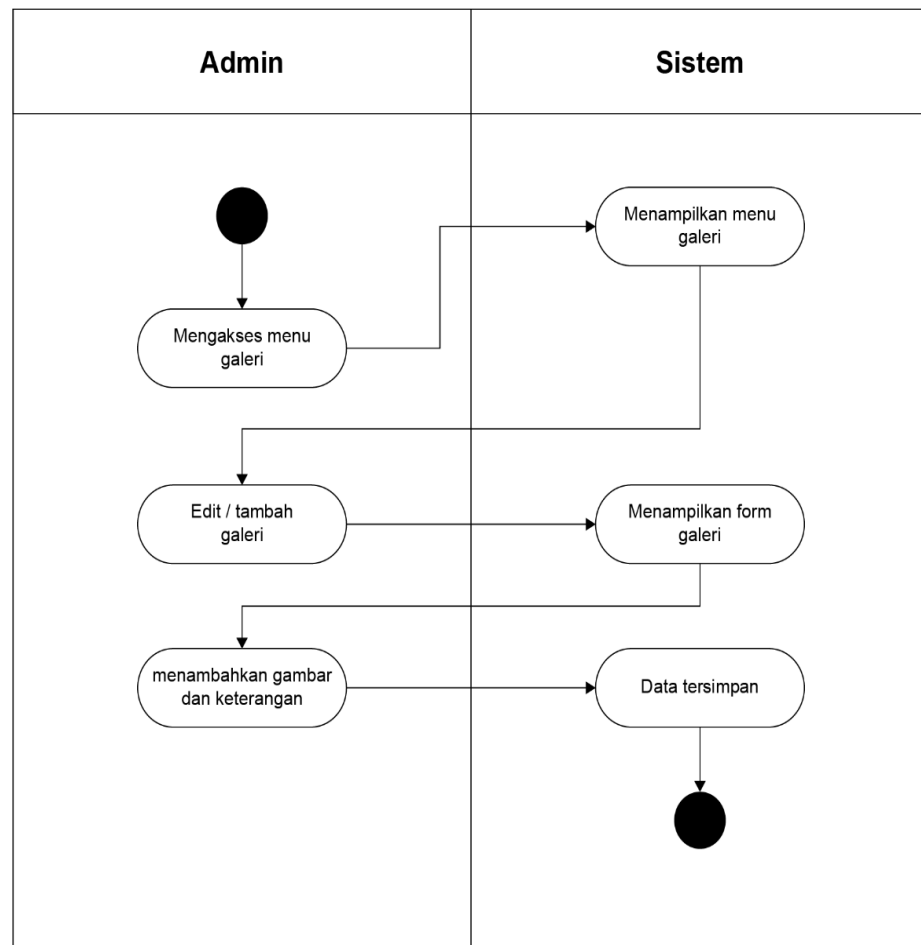 Admin
Sistem
Menampilkan menu
galeri
Mengakses menu
galeri
Edit / tambah
galeri
Menampilkan form
galeri
menambahkan gambar
dan keterangan
Data tersimpan